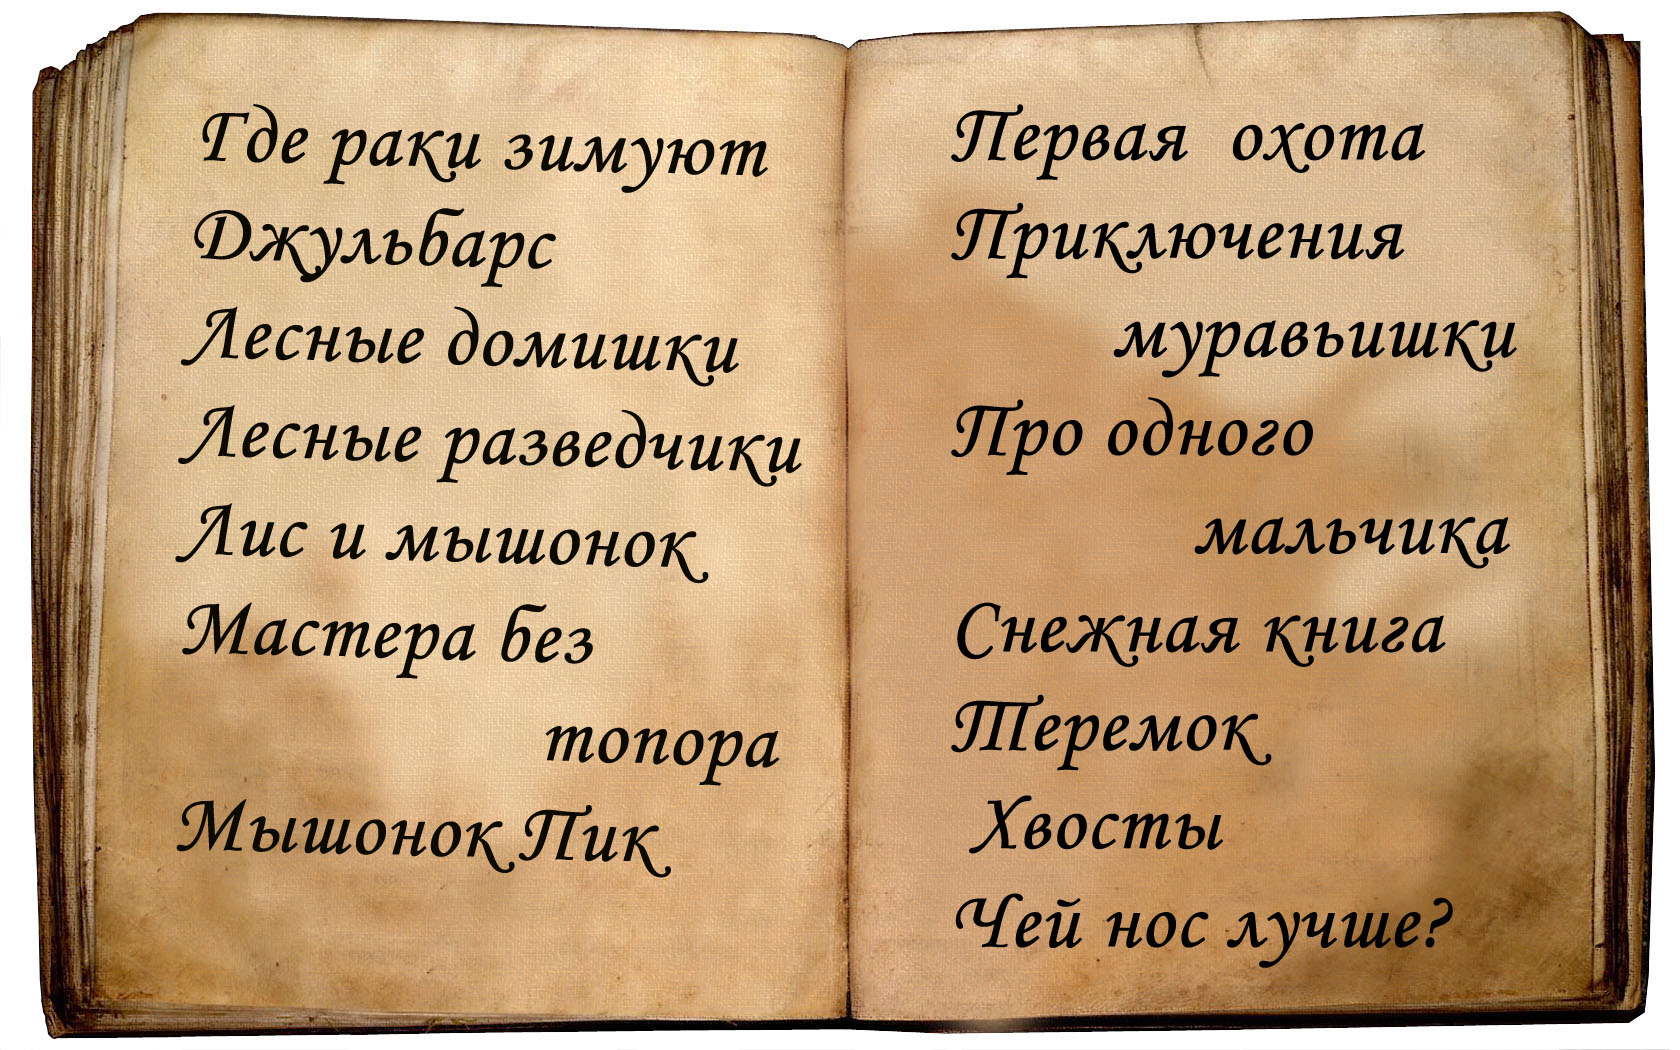 Где раки зимуют
Джульбарс
Лесные домишки
Лесные разведчики
Лис и мышонок
Мастера без
топора
Мышонок Пик
Первая охота
Приключения
муравьишки
Про одного
мальчика
Снежная книга
Теремок
Хвосты
Чей нос лучше?